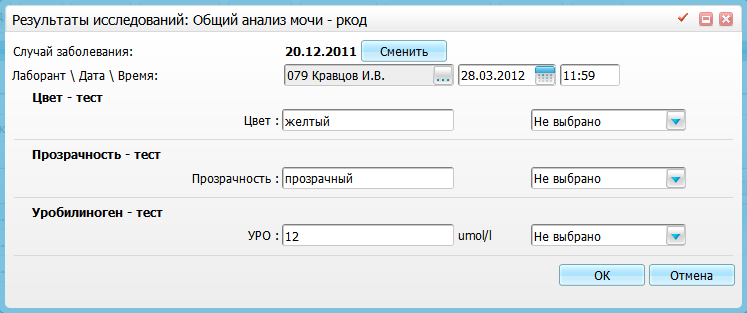 Результаты исследований: Общий анализ мочи - ркод
Случай заболевания: 20.12.2011 Сменить
Лаборант \ Дата \ Время: 079 Кравцов И.В. ... 28.03.2012 11:59
Цвет - тест
Цвет : желтый Не выбрано
Прозрачность - тест
Прозрачность : прозрачный Не выбрано
Уробилиноген - тест
УРО : 12 umol/l Не выбрано
ОК Отмена